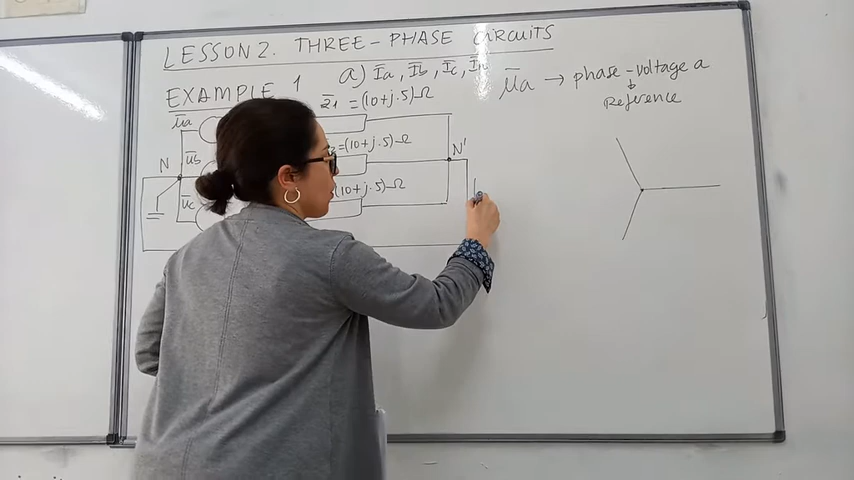 LESSON 2. THREE-PHASE CIRCUITS
EXAMPLE 1 a) Ia, Ib, Ic, In
Ua → phase-voltage a
Reference
Z1 = (10+j.5)Ω
Ua
=(10+j.5)Ω
N Ub N'
(10+j.5)Ω
Uc